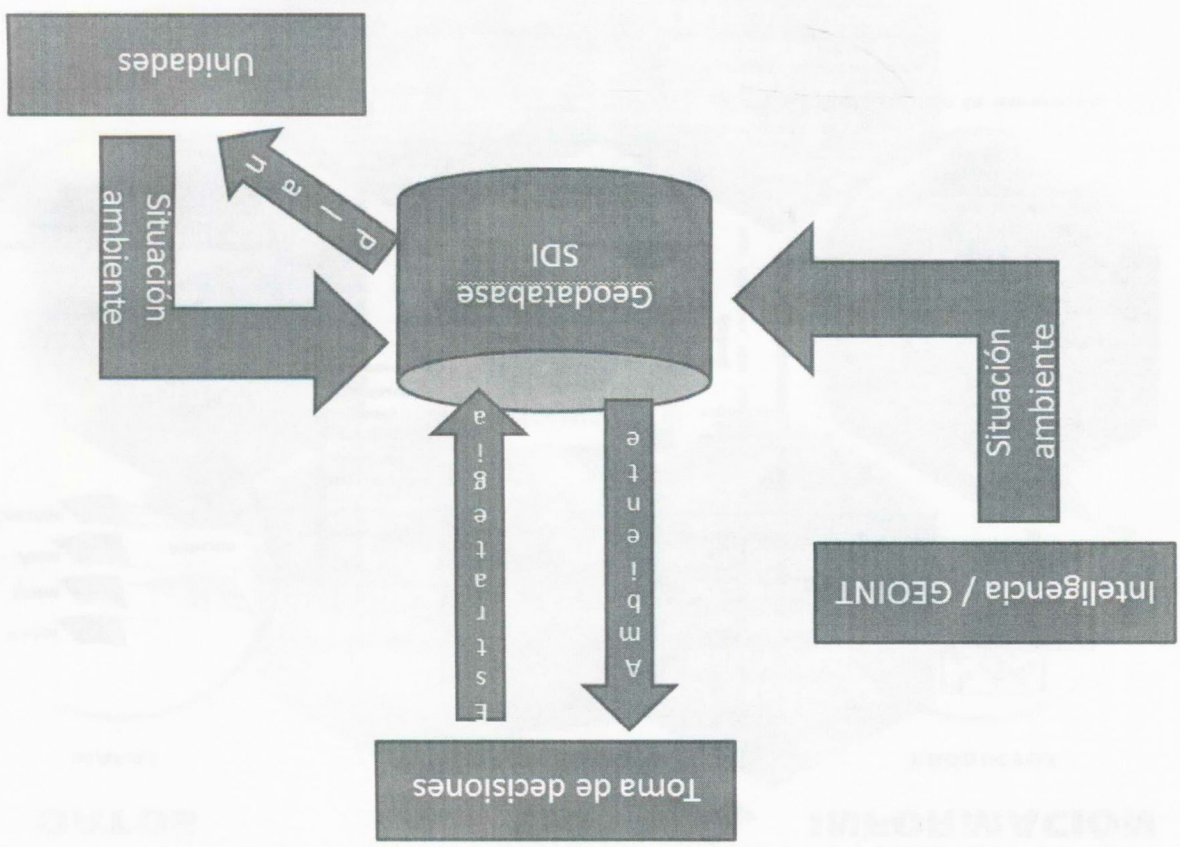 Toma de decisiones
Inteligencia / GEOINT
Estrategia
Ambiente
Situación
ambiente
Geodatabase
SDI
Situación
ambiente
Plan
Unidades